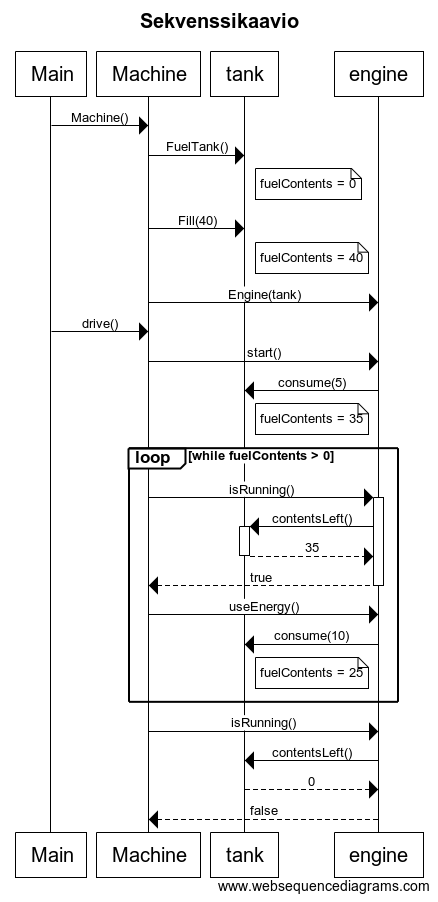 Sekvenssikaavio
Main Machine tank engine
Machine()
FuelTank()
fuelContents = 0
Fill(40)
fuelContents = 40
Engine(tank)
drive()
start()
consume(5)
fuelContents = 35
loop [while fuelContents > 0]
isRunning()
contentsLeft()
35
true
useEnergy()
consume(10)
fuelContents = 25
isRunning()
contentsLeft()
0
false
Main Machine tank engine
www.websequencediagrams.com